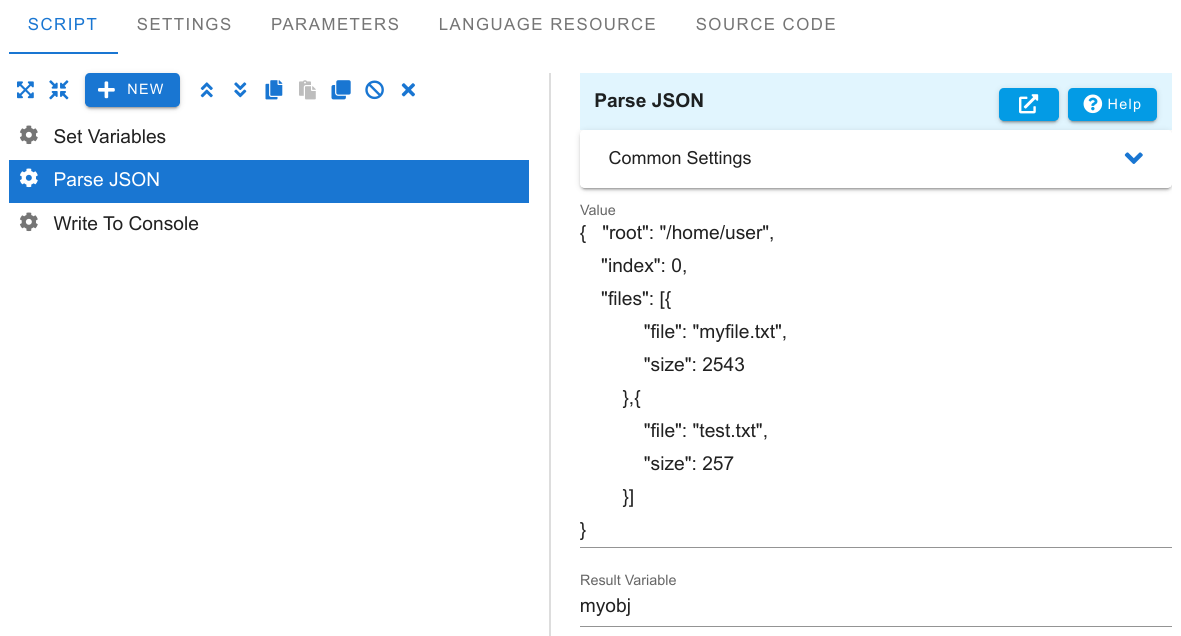 SCRIPT SETTINGS PARAMETERS LANGUAGE RESOURCE SOURCE CODE
NEW
Set Variables
Parse JSON
Write To Console
Parse JSON
Help
Common Settings
Value
{   "root": "/home/user",
    "index": 0,
    "files": [{
            "file": "myfile.txt",
            "size": 2543
        },{
            "file": "test.txt",
            "size": 257
        }]
}
Result Variable
myobj